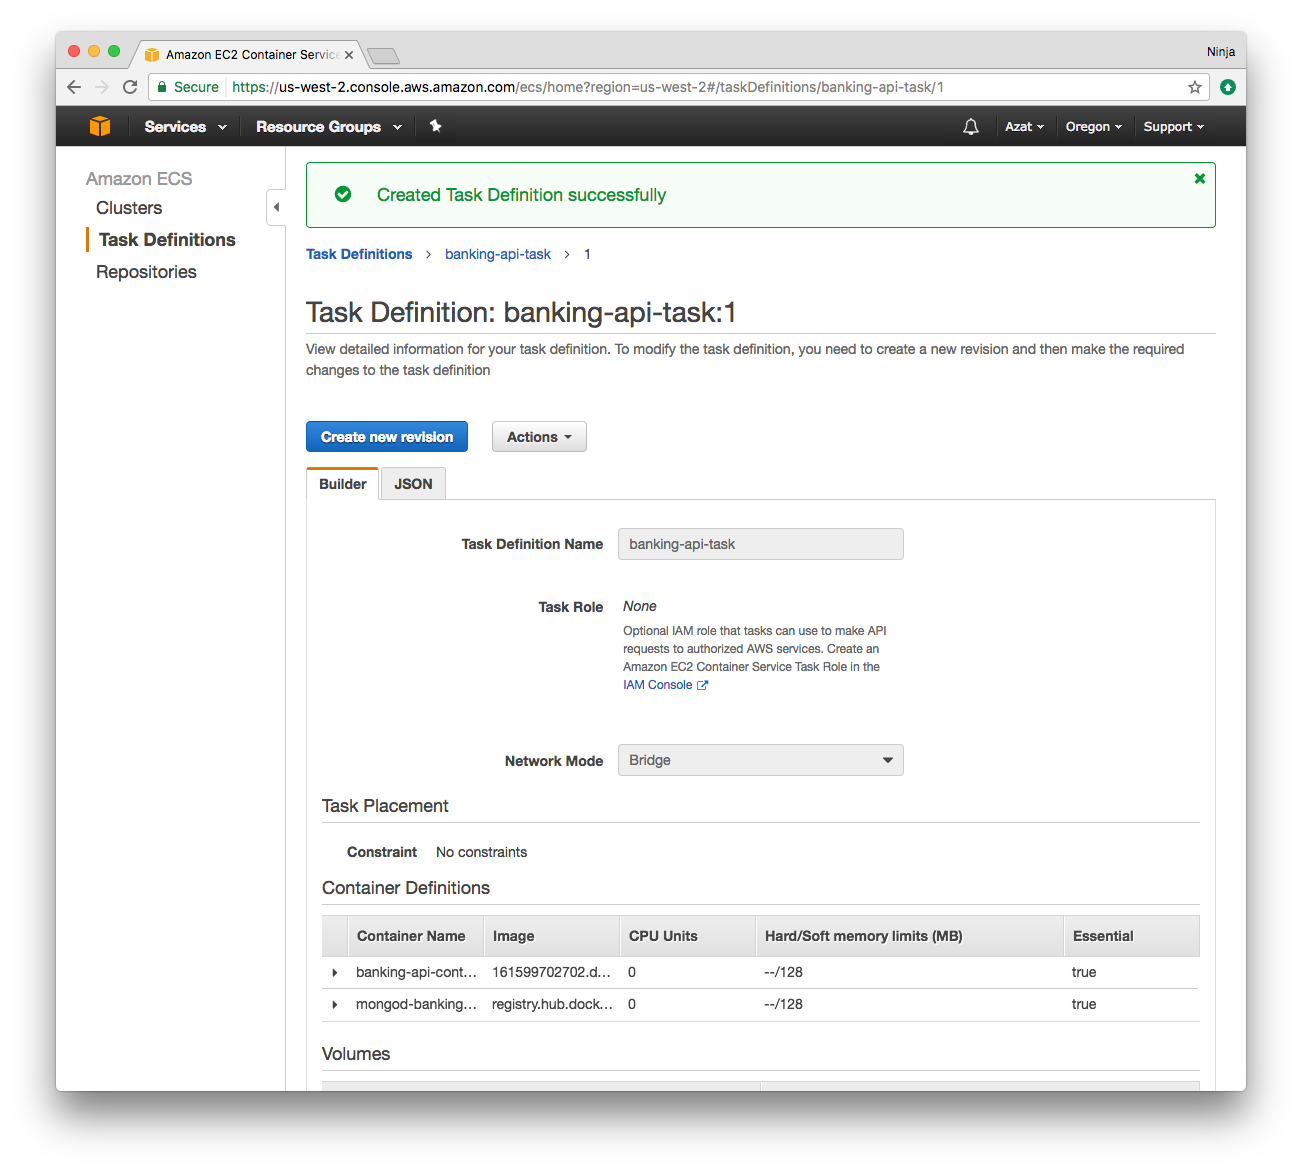 Amazon EC2 Container Servic
Ninja
Secure https://us-west-2.console.aws.amazon.com/ecs/home?region=us-west-2#/taskDefinitions/banking-api-task/1
Services Resource Groups Azat Oregon Support
Amazon ECS
Clusters
Task Definitions
Repositories
Created Task Definition successfully
Task Definitions > banking-api-task > 1
Task Definition: banking-api-task:1
View detailed information for your task definition. To modify the task definition, you need to create a new revision and then make the required
changes to the task definition
Create new revision Actions
Builder JSON
Task Definition Name banking-api-task
Task Role None
Optional IAM role that tasks can use to make API
requests to authorized AWS services. Create an
Amazon EC2 Container Service Task Role in the
IAM Console
Network Mode Bridge
Task Placement
Constraint No constraints
Container Definitions
Container Name Image CPU Units Hard/Soft memory limits (MB) Essential
banking-api-cont... 161599702702.d... 0 --/128 true
mongod-banking... registry.hub.dock... 0 --/128 true
Volumes